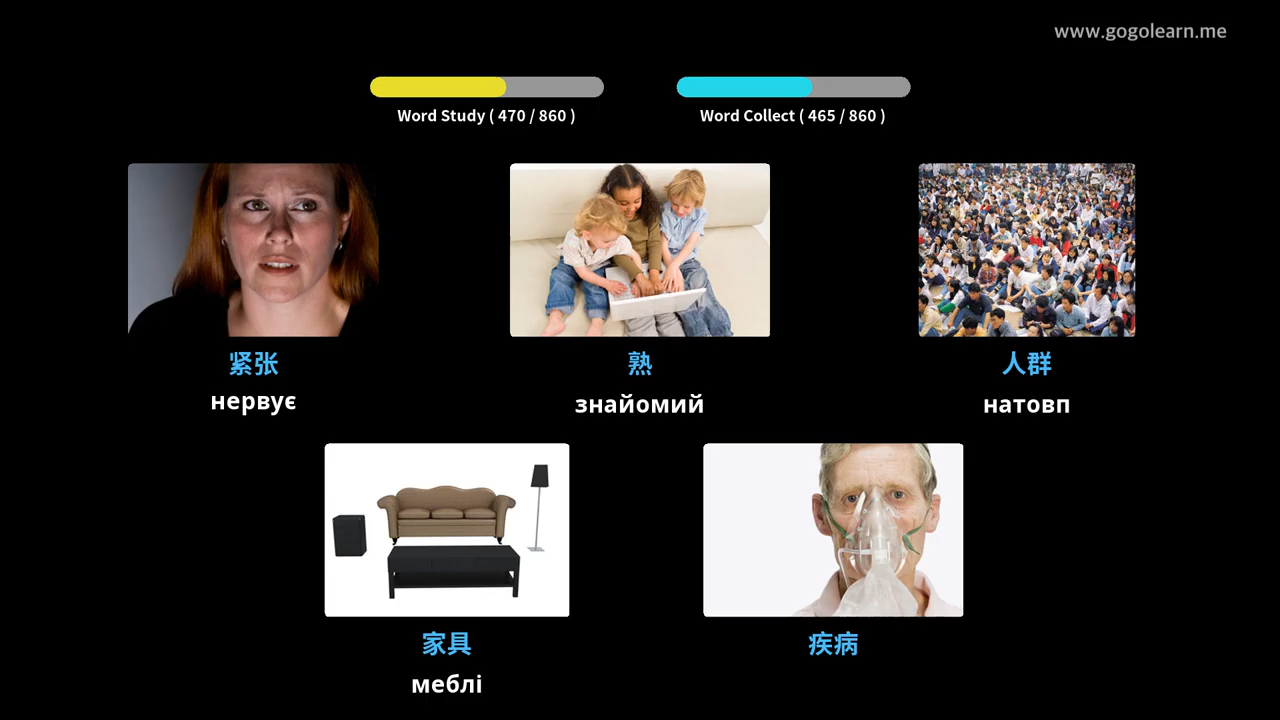 www.gogolearn.me
Word Study ( 470 / 860 )
Word Collect ( 465 / 860 )
紧张
нервує
熟
знайомий
人群
натовп
家具
меблі
疾病